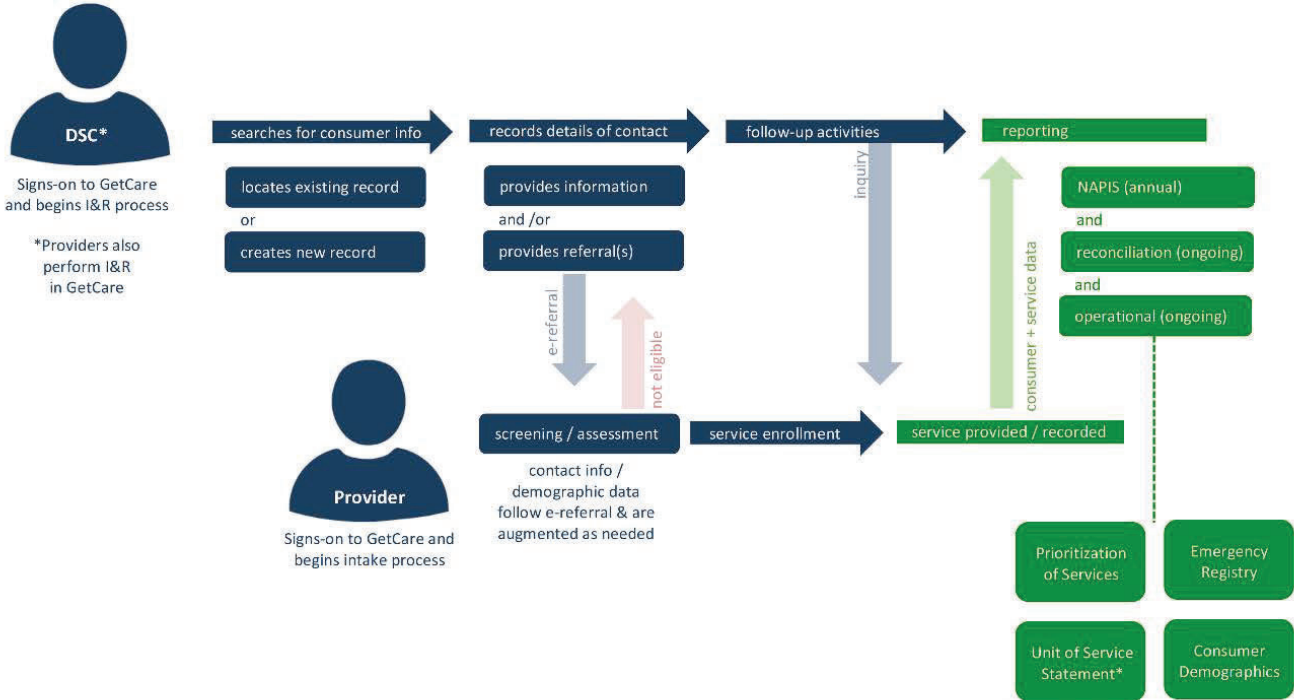 DSC*
Signs-on to GetCare
and begins I&R process
*Providers also
perform I&R
in GetCare
searches for consumer info
locates existing record
or
creates new record
records details of contact
provides information
and /or
provides referral(s)
e-referral
not eligible
follow-up activities
inquiry
reporting
NAPIS (annual)
and
reconciliation (ongoing)
and
operational (ongoing)
consumer + service data
Provider
Signs-on to GetCare and
begins intake process
screening / assessment
contact info /
demographic data
follow e-referral & are
augmented as needed
service enrollment
service provided / recorded
Prioritization
of Services
Emergency
Registry
Unit of Service
Statement*
Consumer
Demographics